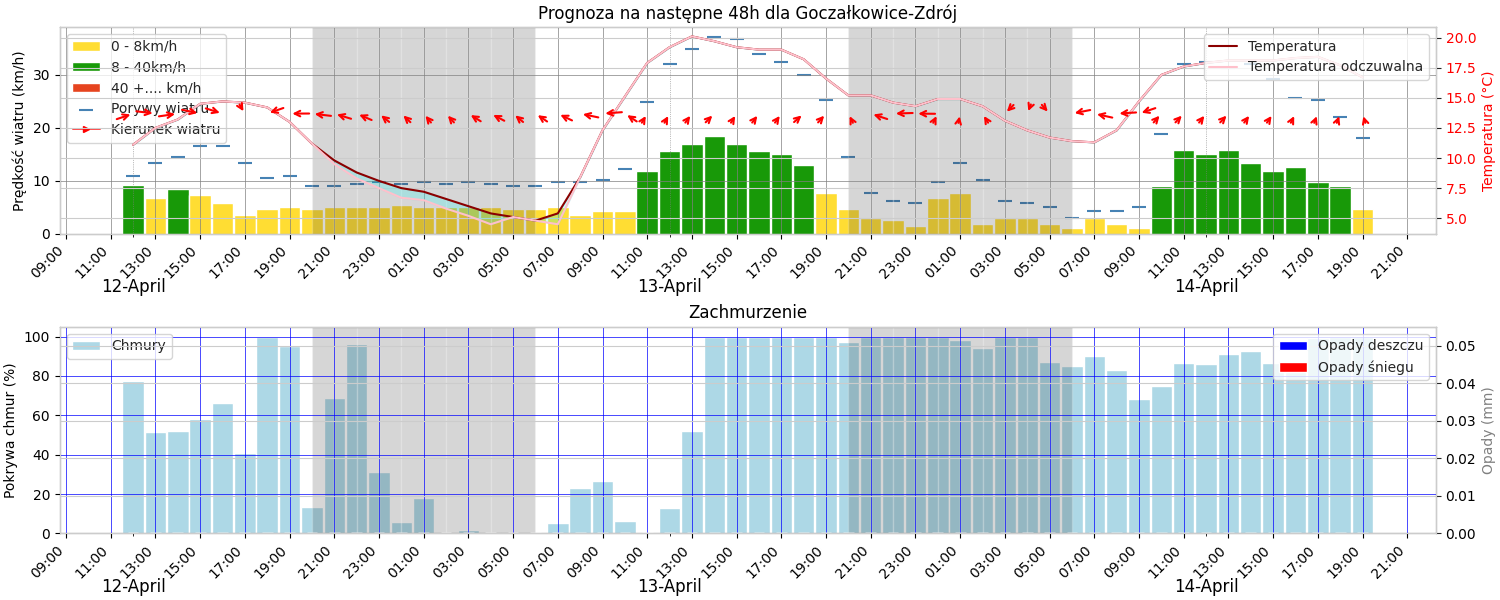 Prognoza na następne 48h dla Goczałkowice-Zdrój
0 - 8km/h
8 - 40km/h
40 +.... km/h
Porywy wiatru
Kierunek wiatru
Temperatura
Temperatura odczuwalna
Prędkość wiatru (km/h)
30
20
10
0
20.0
17.5
15.0
12.5
10.0
7.5
5.0
Temperatura (°C)
09:00 11:00 13:00 15:00 17:00 19:00 21:00 23:00 01:00 03:00 05:00 07:00 09:00 11:00 13:00 15:00 17:00 19:00 21:00 23:00 01:00 03:00 05:00 07:00 09:00 11:00 13:00 15:00 17:00 19:00 21:00
12-April 13-April 14-April
Zachmurzenie
Chmury
Opady deszczu
Opady śniegu
Pokrywa chmur (%)
100
80
60
40
20
0
0.05
0.04
0.03
0.02
0.01
0.00
Opady (mm)
09:00 11:00 13:00 15:00 17:00 19:00 21:00 23:00 01:00 03:00 05:00 07:00 09:00 11:00 13:00 15:00 17:00 19:00 21:00 23:00 01:00 03:00 05:00 07:00 09:00 11:00 13:00 15:00 17:00 19:00 21:00
12-April 13-April 14-April